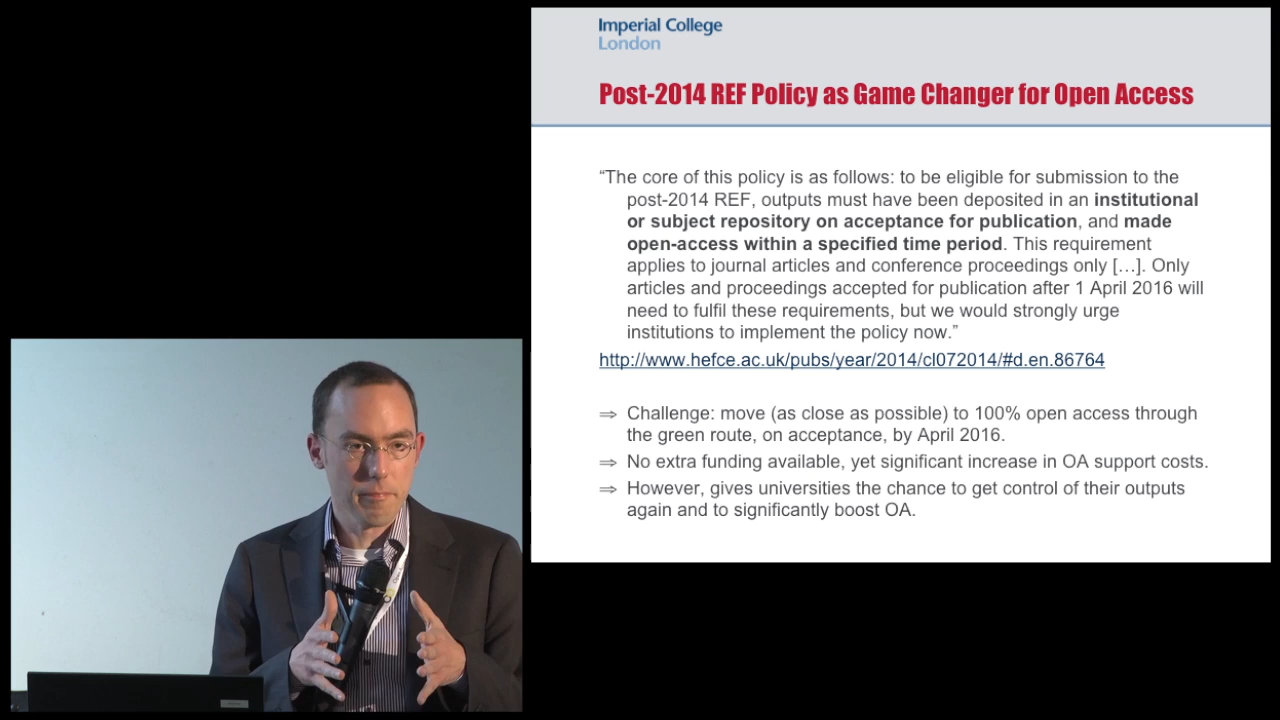 Imperial College
London
Post-2014 REF Policy as Game Changer for Open Access
“The core of this policy is as follows: to be eligible for submission to the
post-2014 REF, outputs must have been deposited in an institutional
or subject repository on acceptance for publication, and made
open-access within a specified time period. This requirement
applies to journal articles and conference proceedings only […]. Only
articles and proceedings accepted for publication after 1 April 2016 will
need to fulfil these requirements, but we would strongly urge
institutions to implement the policy now.”
http://www.hefce.ac.uk/pubs/year/2014/cl072014/#d.en.86764
⇒ Challenge: move (as close as possible) to 100% open access through
the green route, on acceptance, by April 2016.
⇒ No extra funding available, yet significant increase in OA support costs.
⇒ However, gives universities the chance to get control of their outputs
again and to significantly boost OA.